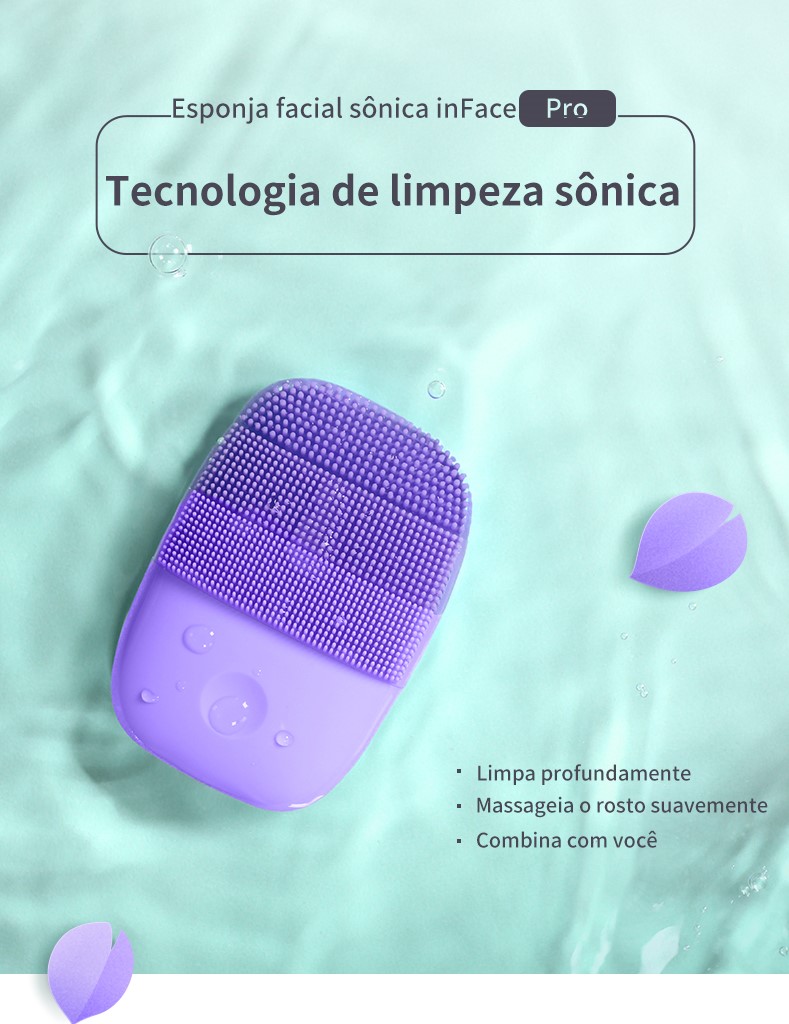 Esponja facial sônica inFace Pro
Tecnologia de limpeza sônica
· Limpa profundamente
· Massageia o rosto suavemente
· Combina com você